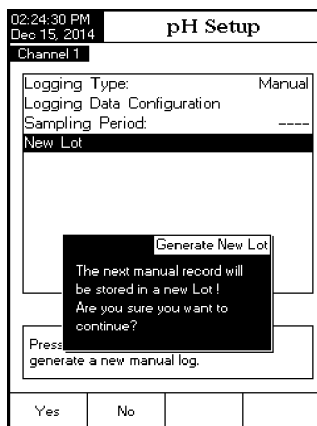 02:24:30 PM
Dec 15, 2014
pH Setup
Channel 1
Logging Type: Manual
Logging Data Configuration
Sampling Period: ----
New Lot
Generate New Lot
The next manual record will
be stored in a new Lot !
Are you sure you want to
continue?
Press
generate a new manual log.
Yes No